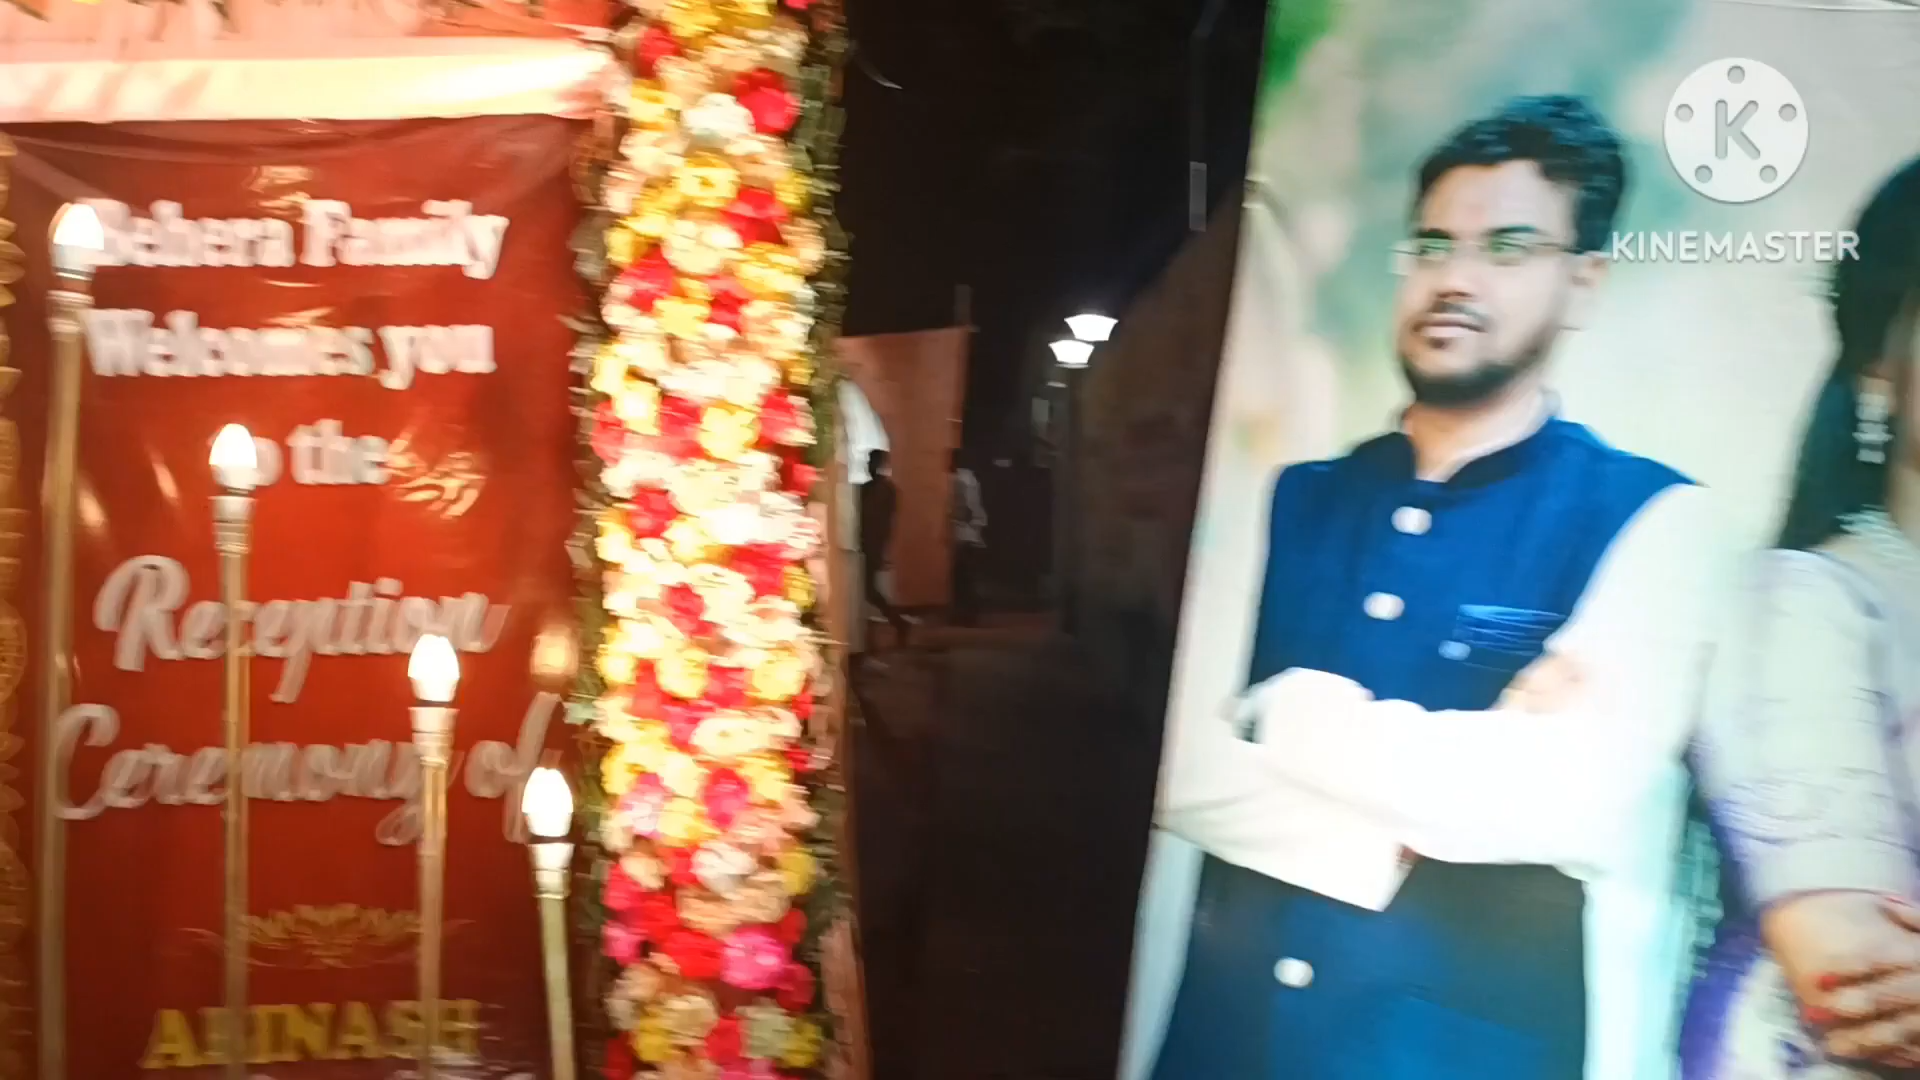 Behera Family
Welcomes you
to the
Reception
Ceremony of
ABINASH
K
KINEMASTER